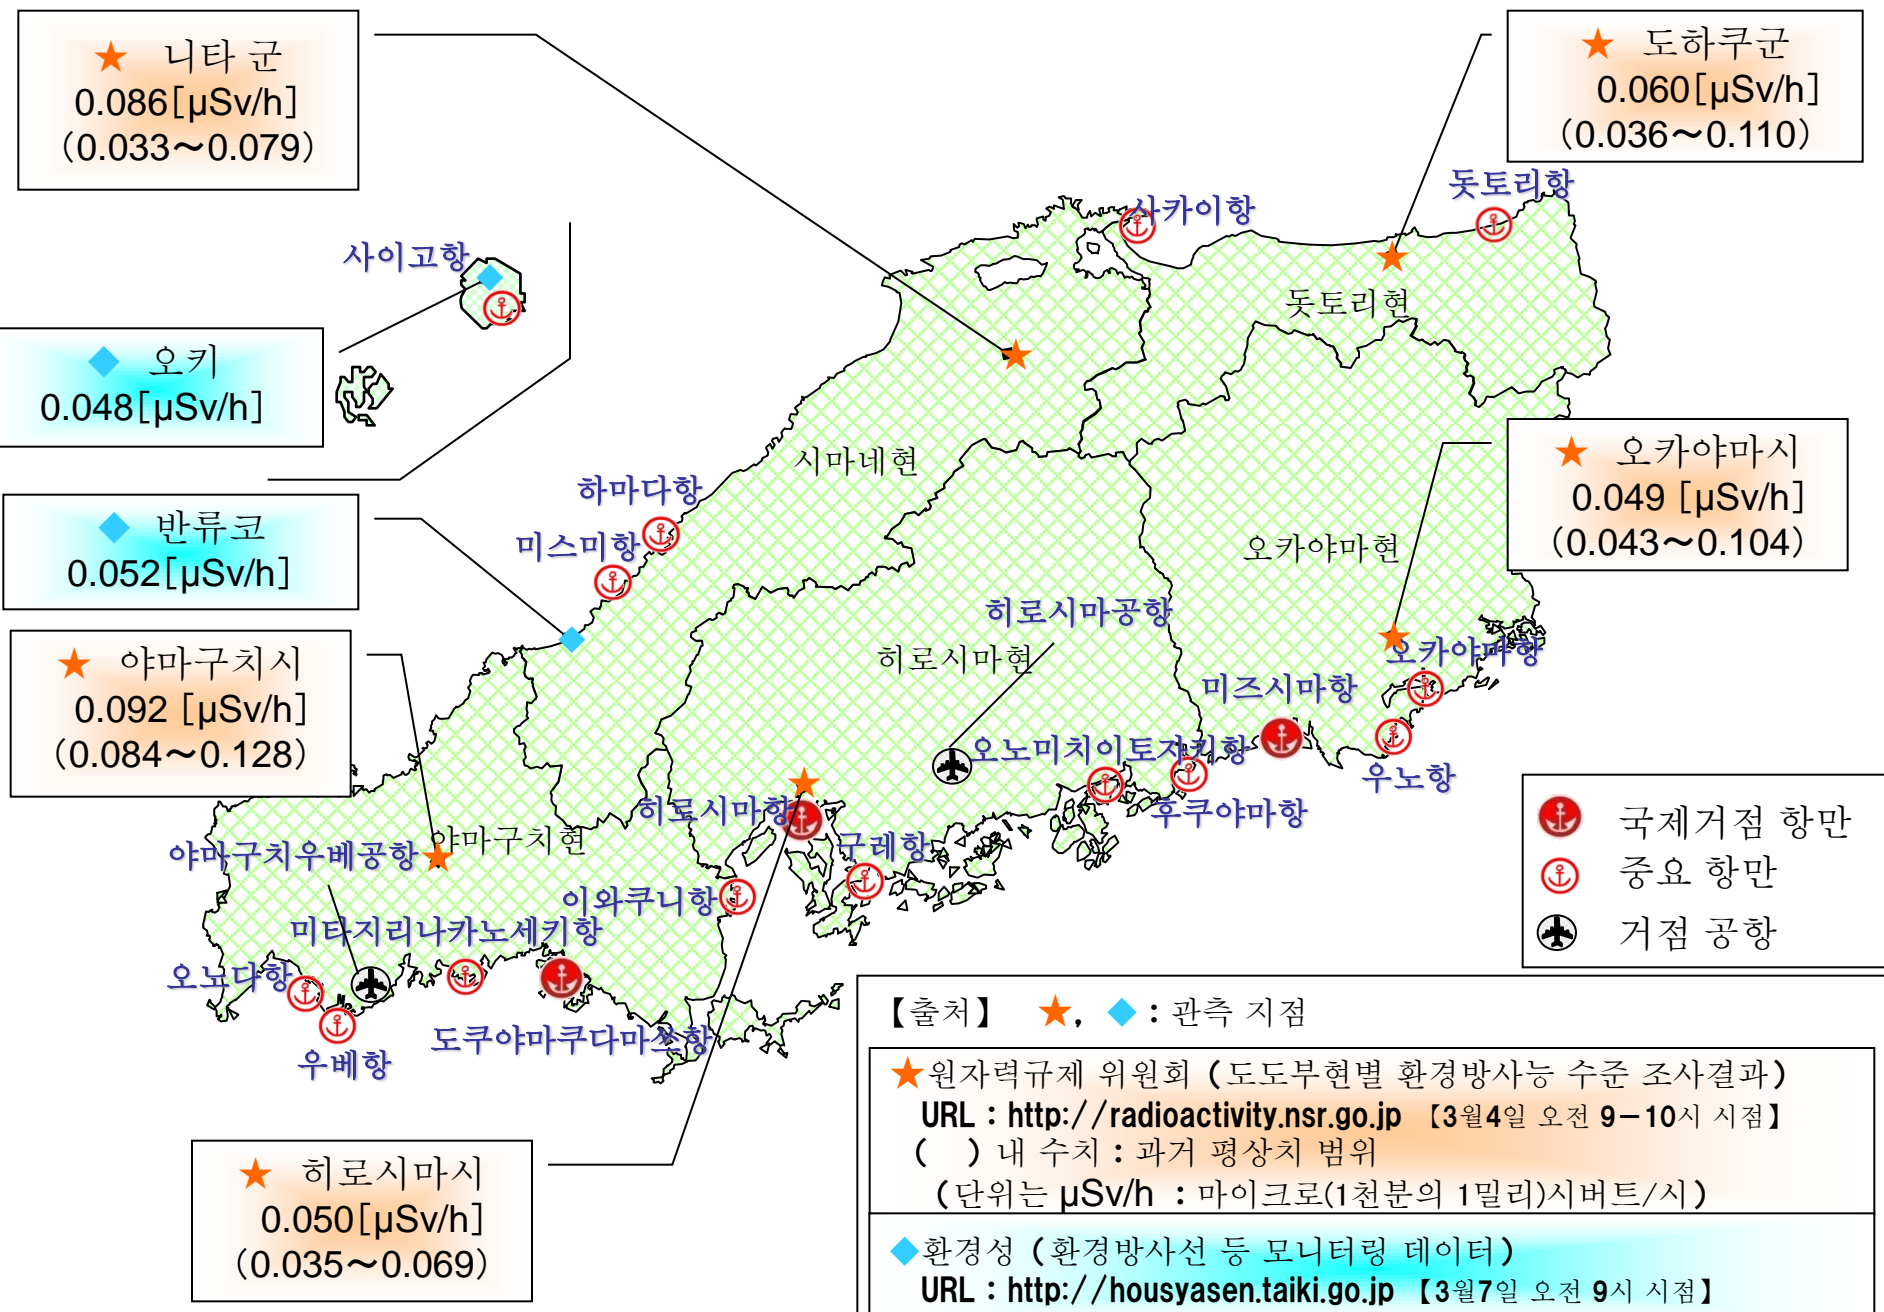 ★ 니타 군
0.086[μSv/h]
(0.033～0.079)
★ 도하쿠군
0.060[μSv/h]
(0.036～0.110)
돗토리항
사카이항
사이고항
돗토리현
◆ 오키
0.048[μSv/h]
★ 오카야마시
0.049 [μSv/h]
(0.043～0.104)
시마네현
하마다항
미스미항
◆ 반류코
0.052[μSv/h]
오카야마현
히로시마공항
히로시마현
★ 야마구치시
0.092 [μSv/h]
(0.084～0.128)
오카야마항
미즈시마항
오노미치이토자키항
우노항
후쿠야마항
히로시마항
구레항
야마구치현
야마구치우베공항
이와쿠니항
미타지리나카노세키항
오노다항
우베항
도쿠야마쿠다마쓰항
국제거점 항만
중요 항만
거점 공항
★ 히로시마시
0.050[μSv/h]
(0.035～0.069)
【출처】 ★, ◆ : 관측 지점
★원자력규제 위원회 (도도부현별 환경방사능 수준 조사결과)
URL : http://radioactivity.nsr.go.jp 【3월4일 오전 9－10시 시점】
( ) 내 수치 : 과거 평상치 범위
(단위는 μSv/h : 마이크로(1천분의 1밀리)시버트/시)
◆환경성 (환경방사선 등 모니터링 데이터)
URL : http://housyasen.taiki.go.jp 【3월7일 오전 9시 시점】